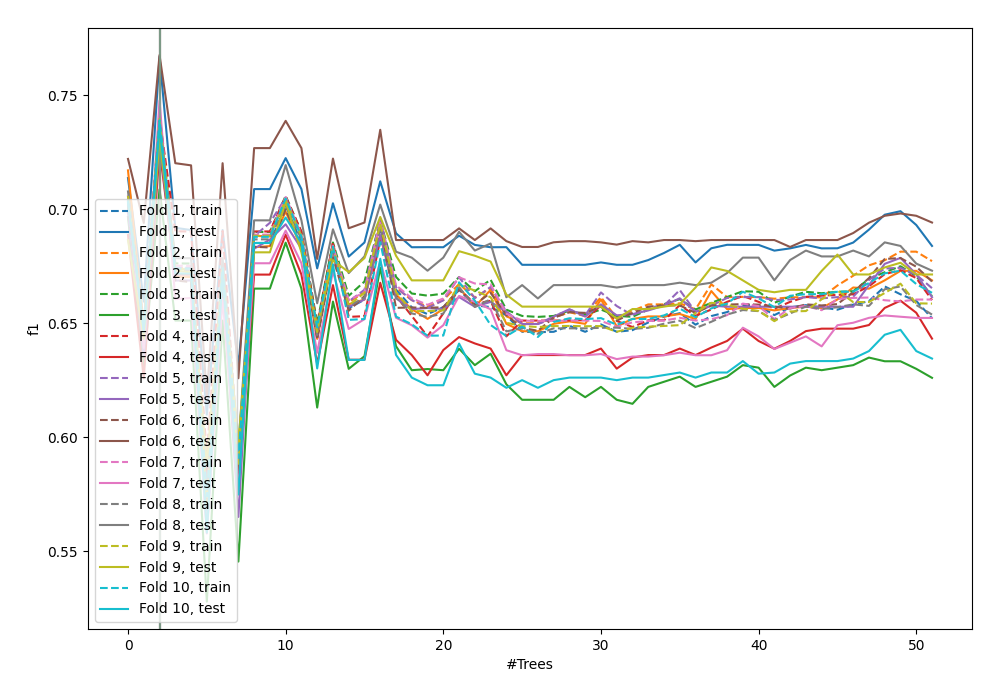 0.75
0.70
0.65
0.60
0.55
f1
Fold 1, train
Fold 1, test
Fold 2, train
Fold 2, test
Fold 3, train
Fold 3, test
Fold 4, train
Fold 4, test
Fold 5, train
Fold 5, test
Fold 6, train
Fold 6, test
Fold 7, train
Fold 7, test
Fold 8, train
Fold 8, test
Fold 9, train
Fold 9, test
Fold 10, train
Fold 10, test
0 10 20 30 40 50
#Trees